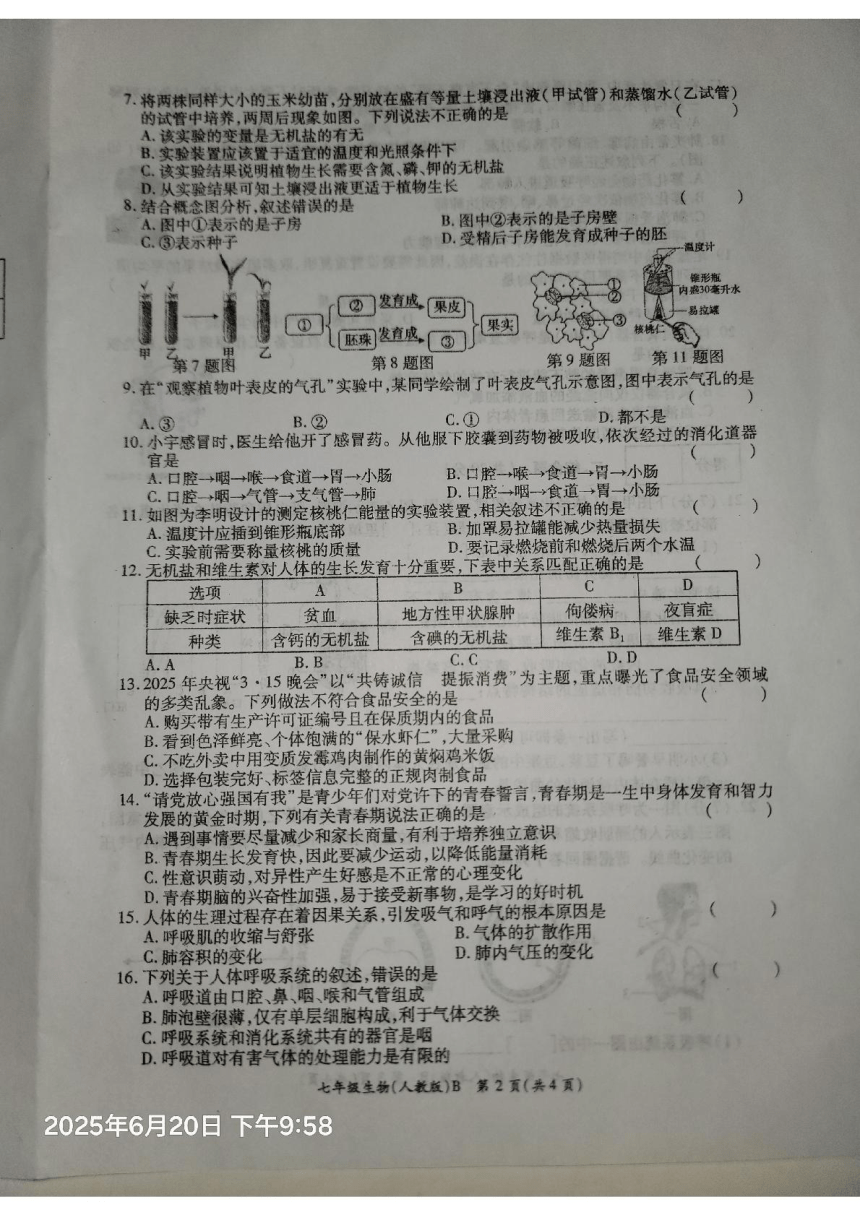 7. 将两株同样大小的玉米幼苗,分别放在盛有等量土壤浸出液(甲试管)和蒸馏水(乙试管)
的试管中培养,两周后现象如图。下列说法不正确的是 ( )
A. 该实验的变量是无机盐的有无
B. 实验装置应该置于适宜的温度和光照条件下
C. 该实验结果说明植物生长需要含氮、磷、钾的无机盐
D. 从实验结果可知土壤浸出液更适于植物生长
8. 结合概念图分析,叙述错误的是 ( )
A. 图中①表示的是子房 B. 图中②表示的是子房壁
C. ③表示种子 D. 受精后子房能发育成种子的胚
温度计
锥形瓶
内盛30毫升水
易拉罐
核桃仁
甲 乙 甲 乙
第7题图
① ② 发育成 果皮 胚珠 发育成 ③ 果实
第8题图
① ② ③
第9题图
第11题图
9. 在“观察植物叶表皮的气孔”实验中,某同学绘制了叶表皮气孔示意图,图中表示气孔的是
( )
A. ③ B. ② C. ① D. 都不是
10. 小宇感冒时,医生给他开了感冒药。从他服下胶囊到药物被吸收,依次经过的消化道器
官是 ( )
A. 口腔→咽→喉→食道→胃→小肠 B. 口腔→喉→食道→胃→小肠
C. 口腔→咽→气管→支气管→肺 D. 口腔→咽→食道→胃→小肠
11. 如图为李明设计的测定核桃仁能量的实验装置,相关叙述不正确的是 ( )
A. 温度计应插到锥形瓶底部 B. 加罩易拉罐能减少热量损失
C. 实验前需要称量核桃的质量 D. 要记录燃烧前和燃烧后两个水温
12. 无机盐和维生素对人体的生长发育十分重要,下表中关系匹配正确的是 ( )
选项 A B C D
缺乏时症状 贫血 地方性甲状腺肿 佝偻病 夜盲症
种类 含钙的无机盐 含碘的无机盐 维生素 B₁ 维生素 D
A. A B. B C. C D. D
13. 2025 年央视“3·15 晚会”以“共铸诚信 提振消费”为主题,重点曝光了食品安全领域
的多类乱象。下列做法不符合食品安全的是 ( )
A. 购买带有生产许可证编号且在保质期内的食品
B. 看到色泽鲜亮、个体饱满的“保水虾仁”,大量采购
C. 不吃外卖中用变质发霉鸡肉制作的黄焖鸡米饭
D. 选择包装完好、标签信息完整的正规肉制食品
14. “请党放心强国有我”是青少年们对党许下的青春誓言,青春期是一生中身体发育和智力
发展的黄金时期,下列有关青春期说法正确的是 ( )
A. 遇到事情要尽量减少和家长商量,有利于培养独立意识
B. 青春期生长发育快,因此要减少运动,以降低能量消耗
C. 性意识萌动,对异性产生好感是不正常的心理变化
D. 青春期脑的兴奋性加强,易于接受新事物,是学习的好时机
15. 人体的生理过程存在着因果关系,引发吸气和呼气的根本原因是 ( )
A. 呼吸肌的收缩与舒张 B. 气体的扩散作用
C. 肺容积的变化 D. 肺内气压的变化
16. 下列关于人体呼吸系统的叙述,错误的是 ( )
A. 呼吸道由口腔、鼻、咽、喉和气管组成
B. 肺泡壁很薄,仅有单层细胞构成,利于气体交换
C. 呼吸系统和消化系统共有的器官是咽
D. 呼吸道对有害气体的处理能力是有限的
七年级生物(人教版)B 第 2 页(共 4 页)
2025年6月20日 下午9:58